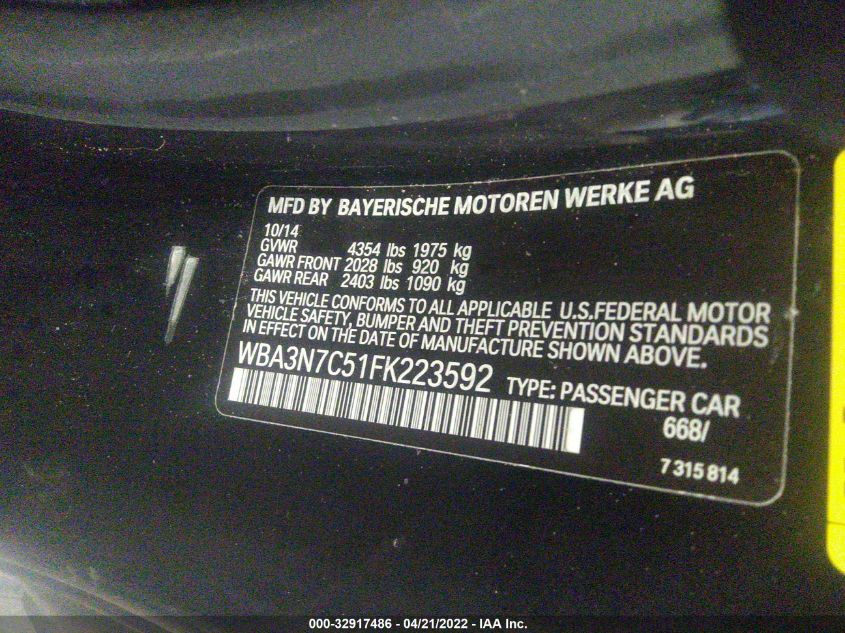 MFD BY BAYERISCHE MOTOREN WERKE AG
10/14
GVWR 4354 lbs 1975 kg
GAWR FRONT 2028 lbs 920 kg
GAWR REAR 2403 lbs 1090 kg
THIS VEHICLE CONFORMS TO ALL APPLICABLE U.S.FEDERAL MOTOR
VEHICLE SAFETY, BUMPER AND THEFT PREVENTION STANDARDS
IN EFFECT ON THE DATE OF MANUFACTURE SHOWN ABOVE.
WBA3N7C51FK223592 TYPE: PASSENGER CAR
668/
7 315 814
000-32917486 - 04/21/2022 - IAA Inc.